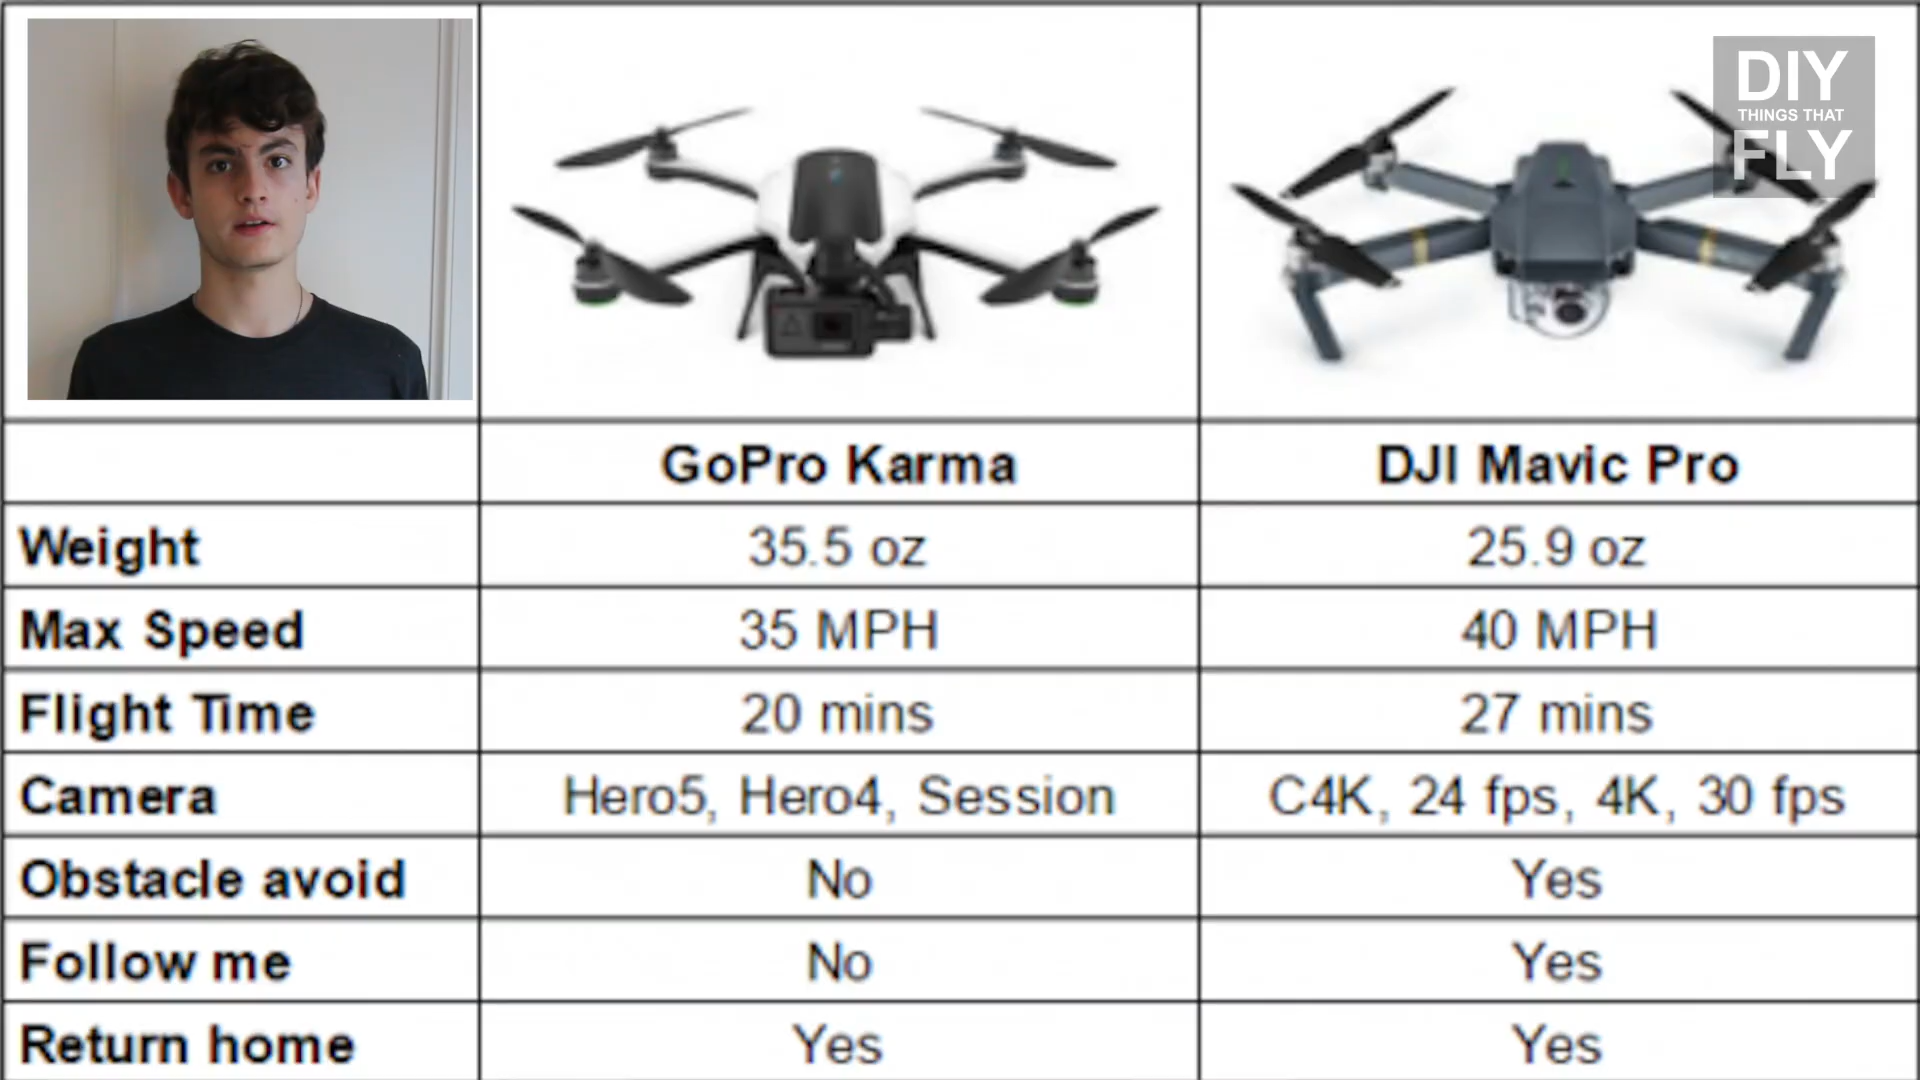 DIY
THINGS THAT
FLY
GoPro Karma DJI Mavic Pro
Weight 35.5 oz 25.9 oz
Max Speed 35 MPH 40 MPH
Flight Time 20 mins 27 mins
Camera Hero5, Hero4, Session C4K, 24 fps, 4K, 30 fps
Obstacle avoid No Yes
Follow me No Yes
Return home Yes Yes